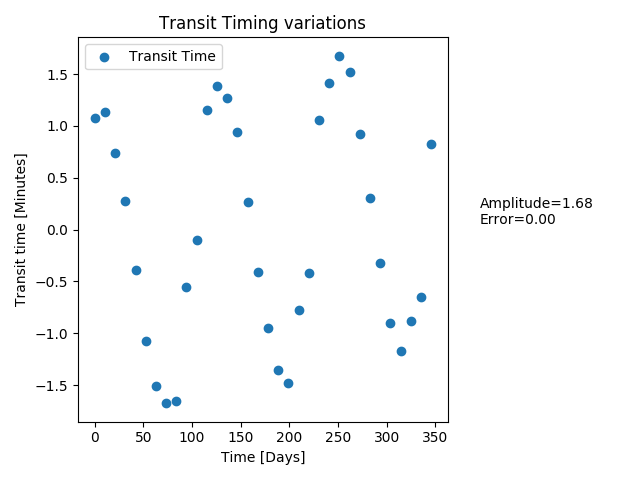 Transit Timing variations
Transit Time
Transit time [Minutes]
1.5
1.0
0.5
0.0
−0.5
−1.0
−1.5
Amplitude=1.68
Error=0.00
0 50 100 150 200 250 300 350
Time [Days]